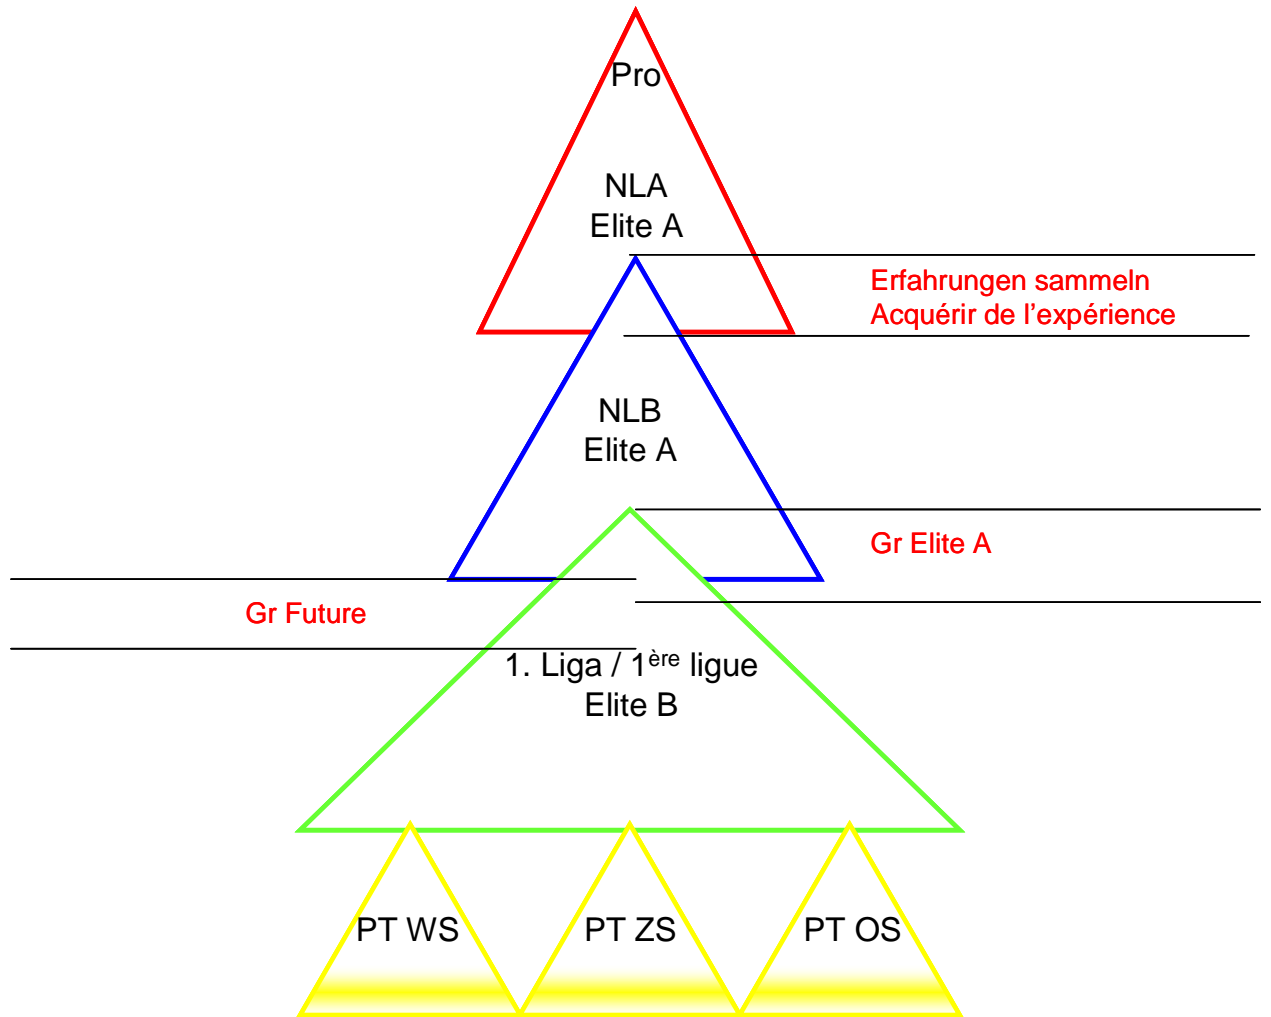 Pro
NLA
Elite A
Erfahrungen sammeln
Acquérir de l’expérience
NLB
Elite A
Gr Elite A
Gr Future
1. Liga / 1ère ligue
Elite B
PT WS
PT ZS
PT OS